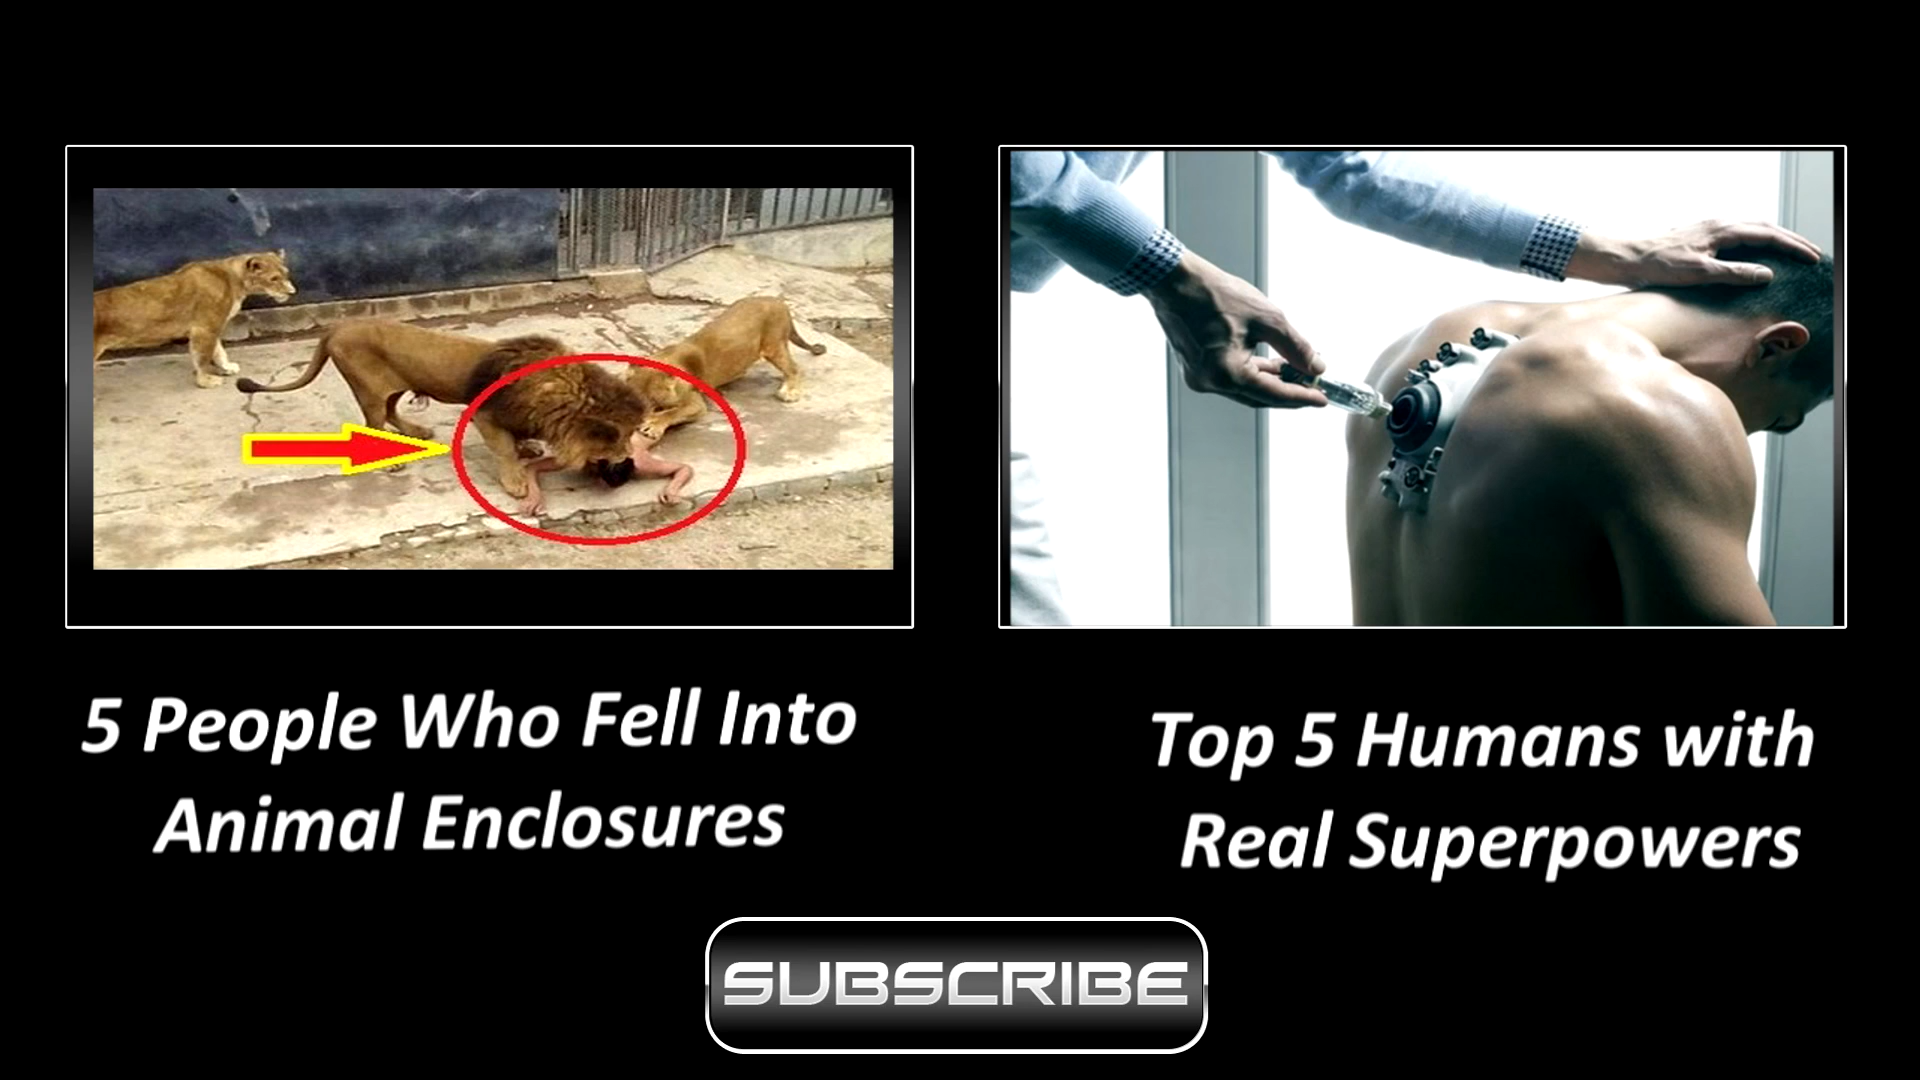 5 People Who Fell Into
Animal Enclosures
Top 5 Humans with
Real Superpowers
SUBSCRIBE